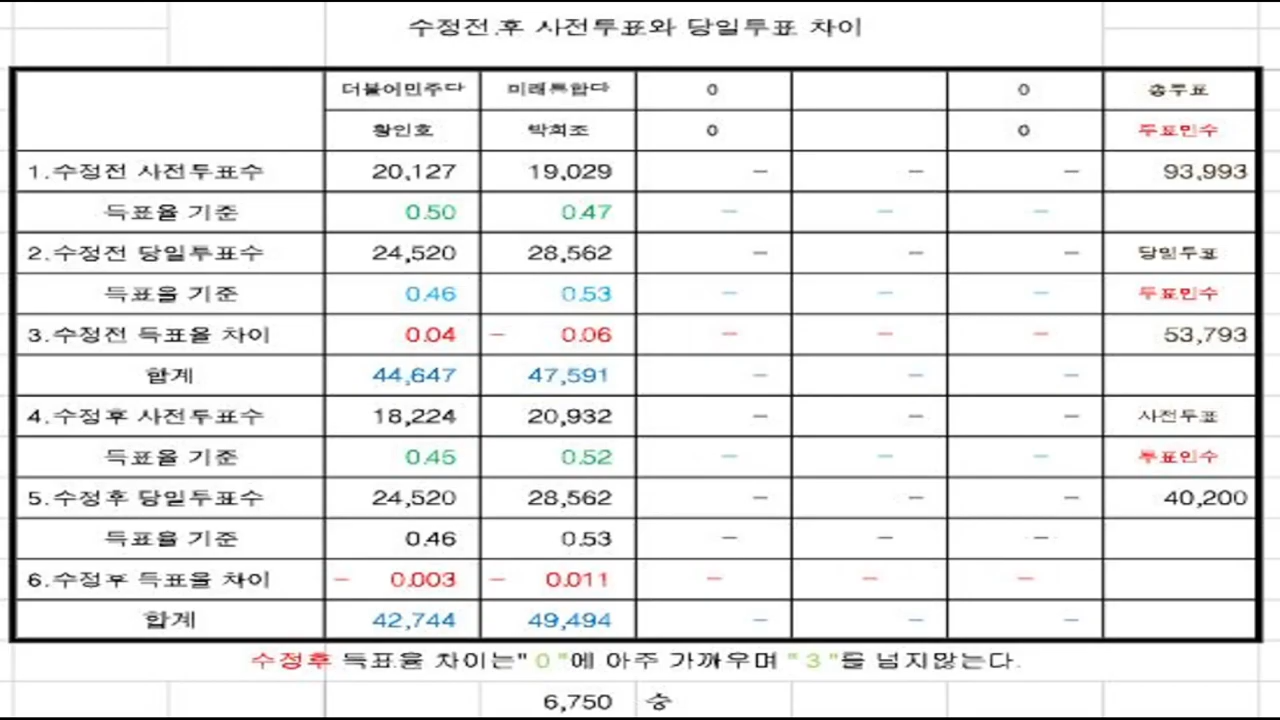 수정전.후 사전투표와 당일투표 차이
더불어민주다 미래통합다 0 0 총투표
황인호 박희조 0 0 투표인수
1.수정전 사전투표수 20,127 19,029 – – – 93,993
득표율 기준 0.50 0.47 – – –
2.수정전 당일투표수 24,520 28,562 – – – 당일투표
득표율 기준 0.46 0.53 – – – 투표인수
3.수정전 득표율 차이 0.04 – 0.06 – – – 53,793
합계 44,647 47,591 – – –
4.수정후 사전투표수 18,224 20,932 – – – 사전투표
득표율 기준 0.45 0.52 – – – 투표인수
5.수정후 당일투표수 24,520 28,562 – – – 40,200
득표율 기준 0.46 0.53 – – –
6.수정후 득표율 차이 – 0.003 – 0.011 – – –
합계 42,744 49,494 – – –
수정후 득표율 차이는" 0 "에 아주 가까우며 " 3 "를 넘지않는다.
6,750 승